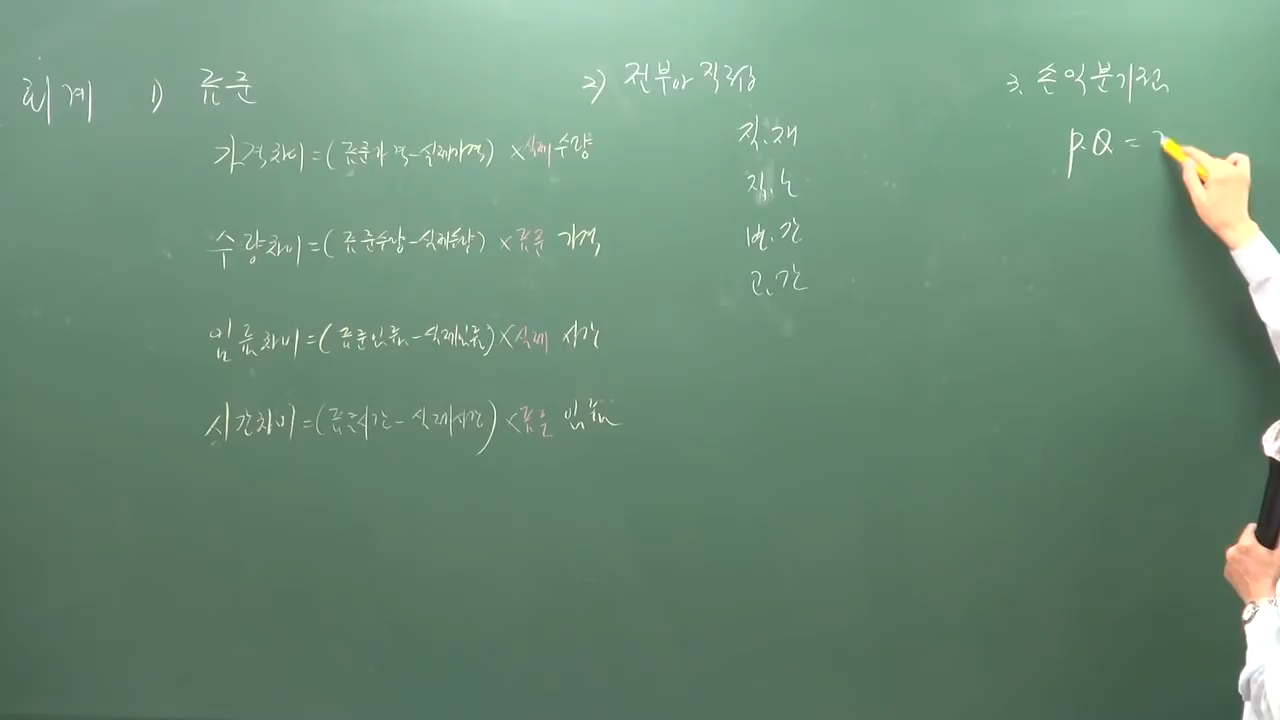 회계 1) 표준
가격차이=(표준가격-실제가격) ×실제 수량
수량차이=(표준수량-실제수량) ×표준 가격
임률차이=(표준임률-실제임률)×실제 시간
시간차이=(표준시간-실제시간)×표준 임률
2) 전부와 직접
직.재
직.노
변.간
고.간
3. 손익분기점
P.Q =